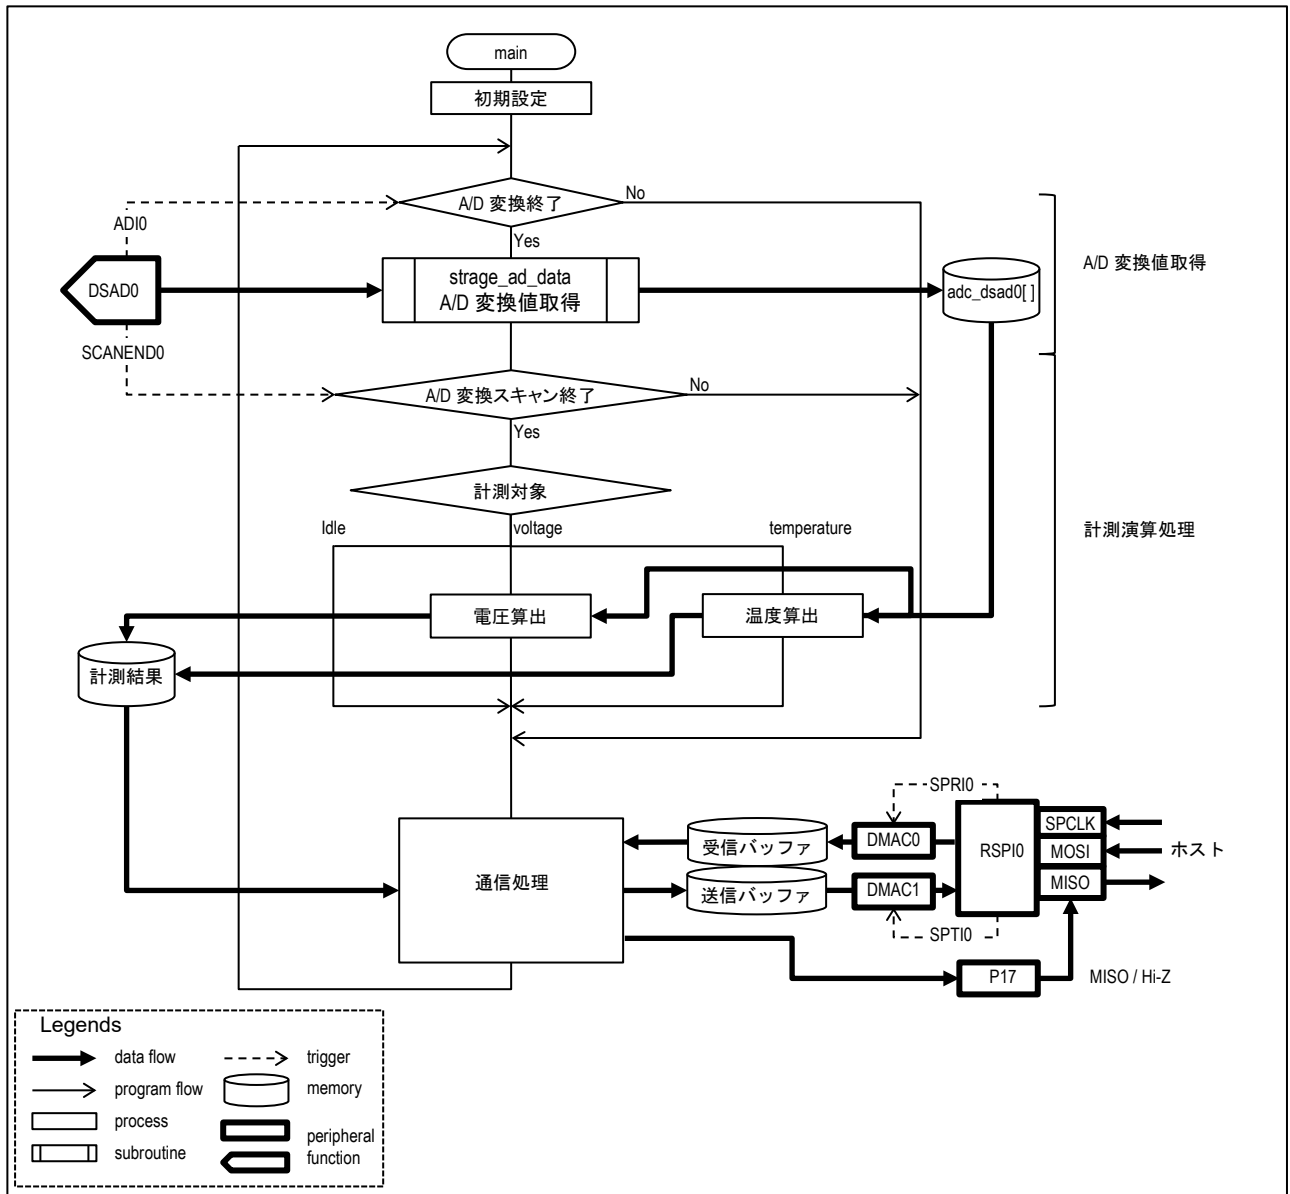 main
初期設定
A/D 変換終了
No
ADI0
Yes
DSAD0
strage_ad_data
A/D 変換値取得
adc_dsad0[ ]
A/D 変換値取得
SCANEND0
A/D 変換スキャン終了
No
Yes
計測対象
Idle
voltage
temperature
計測演算処理
電圧算出
温度算出
計測結果
通信処理
受信バッファ
送信バッファ
SPRI0
DMAC0
DMAC1
SPTI0
RSPI0
SPCLK
MOSI
MISO
ホスト
P17
MISO / Hi-Z
Legends
data flow
trigger
program flow
memory
process
peripheral
function
subroutine